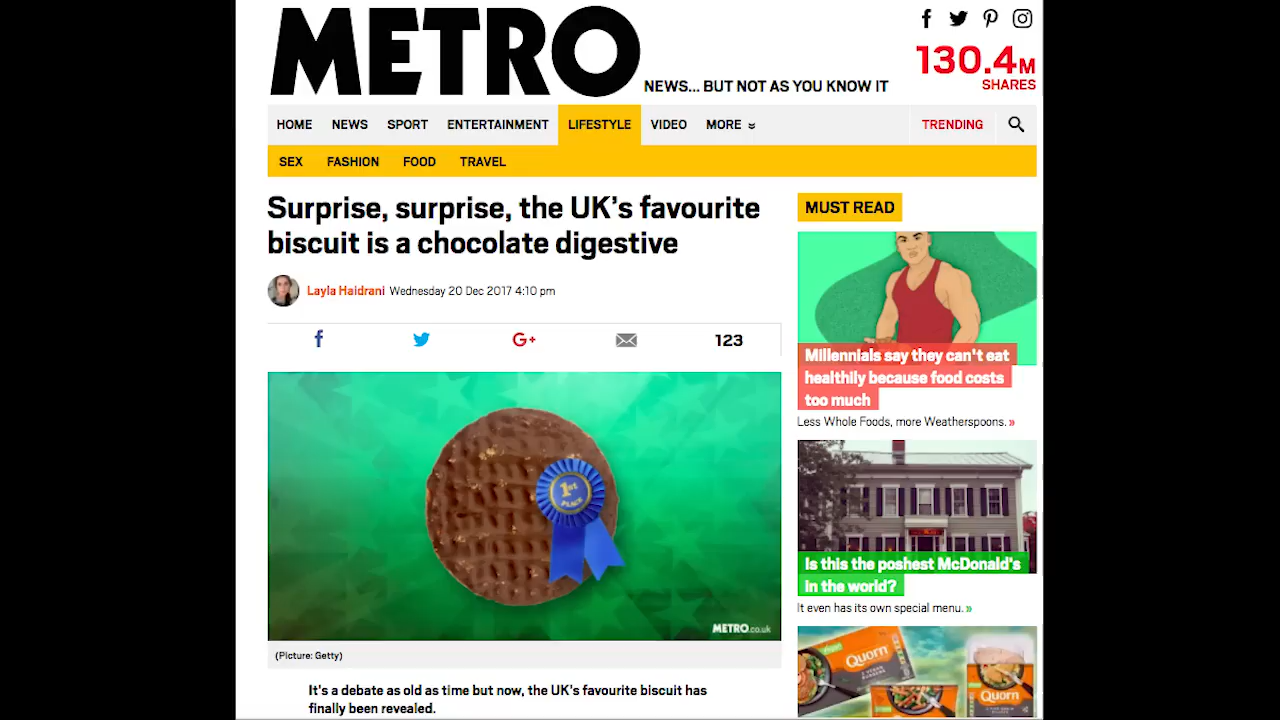 METRO
NEWS... BUT NOT AS YOU KNOW IT
130.4M
SHARES
HOME NEWS SPORT ENTERTAINMENT LIFESTYLE VIDEO MORE TRENDING
SEX FASHION FOOD TRAVEL
Surprise, surprise, the UK's favourite
biscuit is a chocolate digestive
Layla Haidrani Wednesday 20 Dec 2017 4:10 pm
123
1st
PLACE
METRO.co.uk
(Picture: Getty)
It's a debate as old as time but now, the UK's favourite biscuit has
finally been revealed.
MUST READ
Millennials say they can't eat
healthily because food costs
too much
Less Whole Foods, more Weatherspoons. »
Is this the poshest McDonald's
in the world?
It even has its own special menu. »
Quorn
Quorn
Quorn